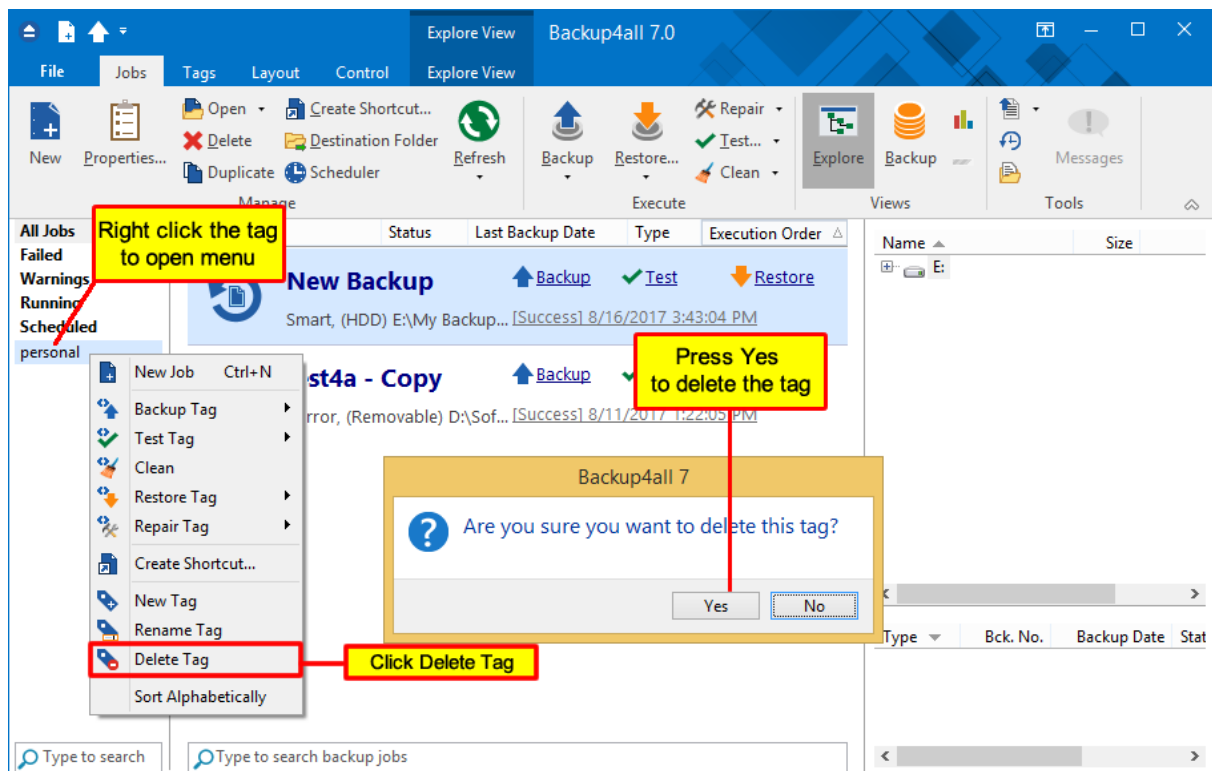 Explore View
Backup4all 7.0
File Jobs Tags Layout Control Explore View
New
Properties...
Open
Delete
Duplicate
Create Shortcut...
Destination Folder
Scheduler
Refresh
Manage
Backup
Restore...
Repair
Test...
Clean
Execute
Explore
Backup
Views
Messages
Tools
All Jobs
Failed
Warnings
Running
Scheduled
personal
Right click the tag
to open menu
Status Last Backup Date Type Execution Order
New Backup
Backup Test Restore
Smart, (HDD) E:\My Backup... [Success] 8/16/2017 3:43:04 PM
st4a - Copy
Backup
rror, (Removable) D:\Sof... [Success] 8/11/2017 1:22:05 PM
Press Yes
to delete the tag
New Job Ctrl+N
Backup Tag
Test Tag
Clean
Restore Tag
Repair Tag
Create Shortcut...
New Tag
Rename Tag
Delete Tag
Sort Alphabetically
Click Delete Tag
Backup4all 7
Are you sure you want to delete this tag?
Yes No
Name Size
E:
Type Bck. No. Backup Date Stat
Type to search
Type to search backup jobs